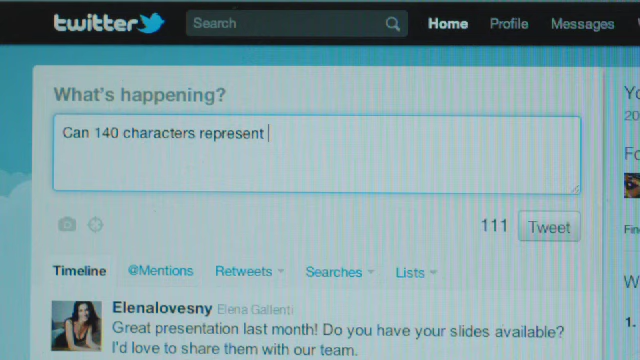 twitter Search Home Profile Messages
What's happening?
Can 140 characters represent
111 Tweet
Timeline @Mentions Retweets Searches Lists
Elenalovesny Elena Gallenti
Great presentation last month! Do you have your slides available?
I'd love to share them with our team.
1.